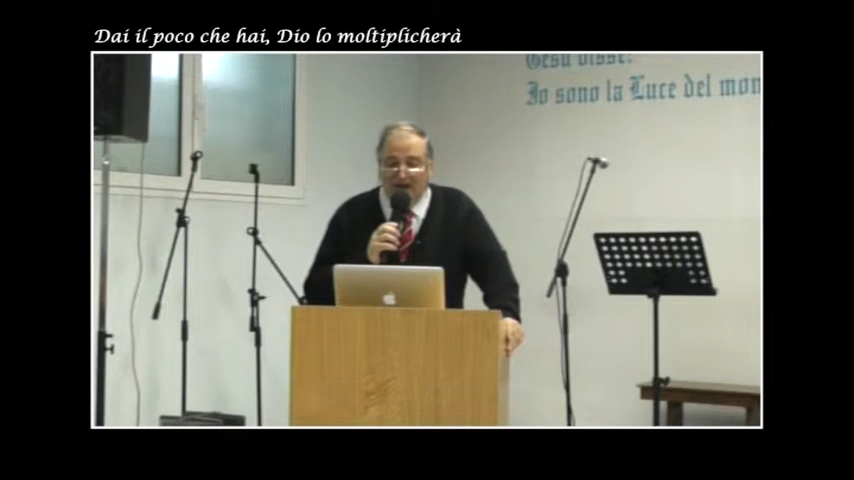 Dai il poco che hai, Dio lo moltiplicherà
Gesù disse:
Io sono la Luce del mon